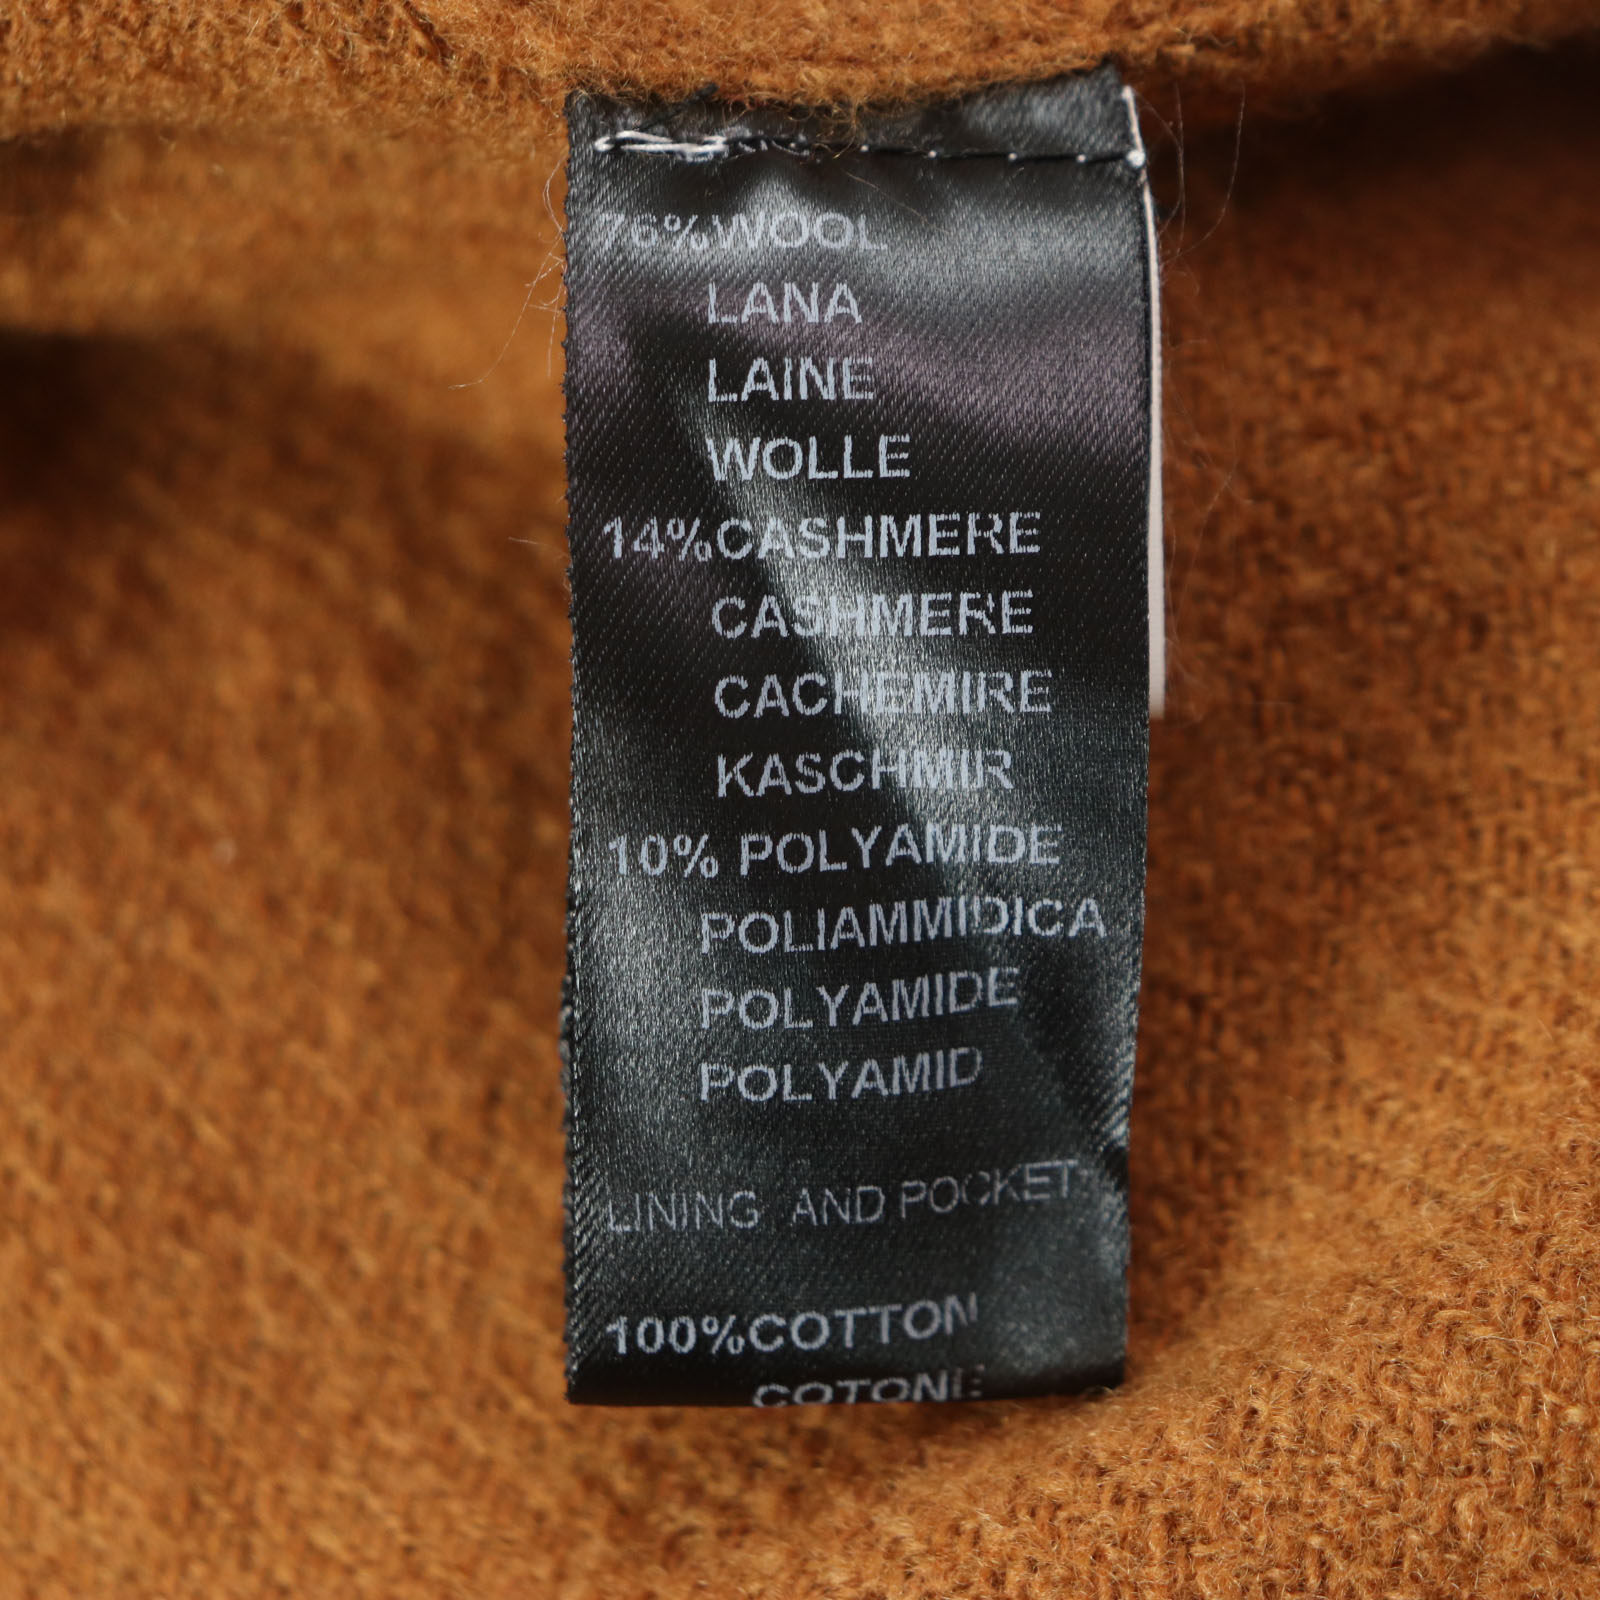 76%WOOL
LANA
LAINE
WOLLE
14%CASHMERE
CASHMERE
CACHEMIRE
KASCHMIR
10% POLYAMIDE
POLIAMMIDICA
POLYAMIDE
POLYAMID
LINING AND POCKET:
100%COTTON
COTONE